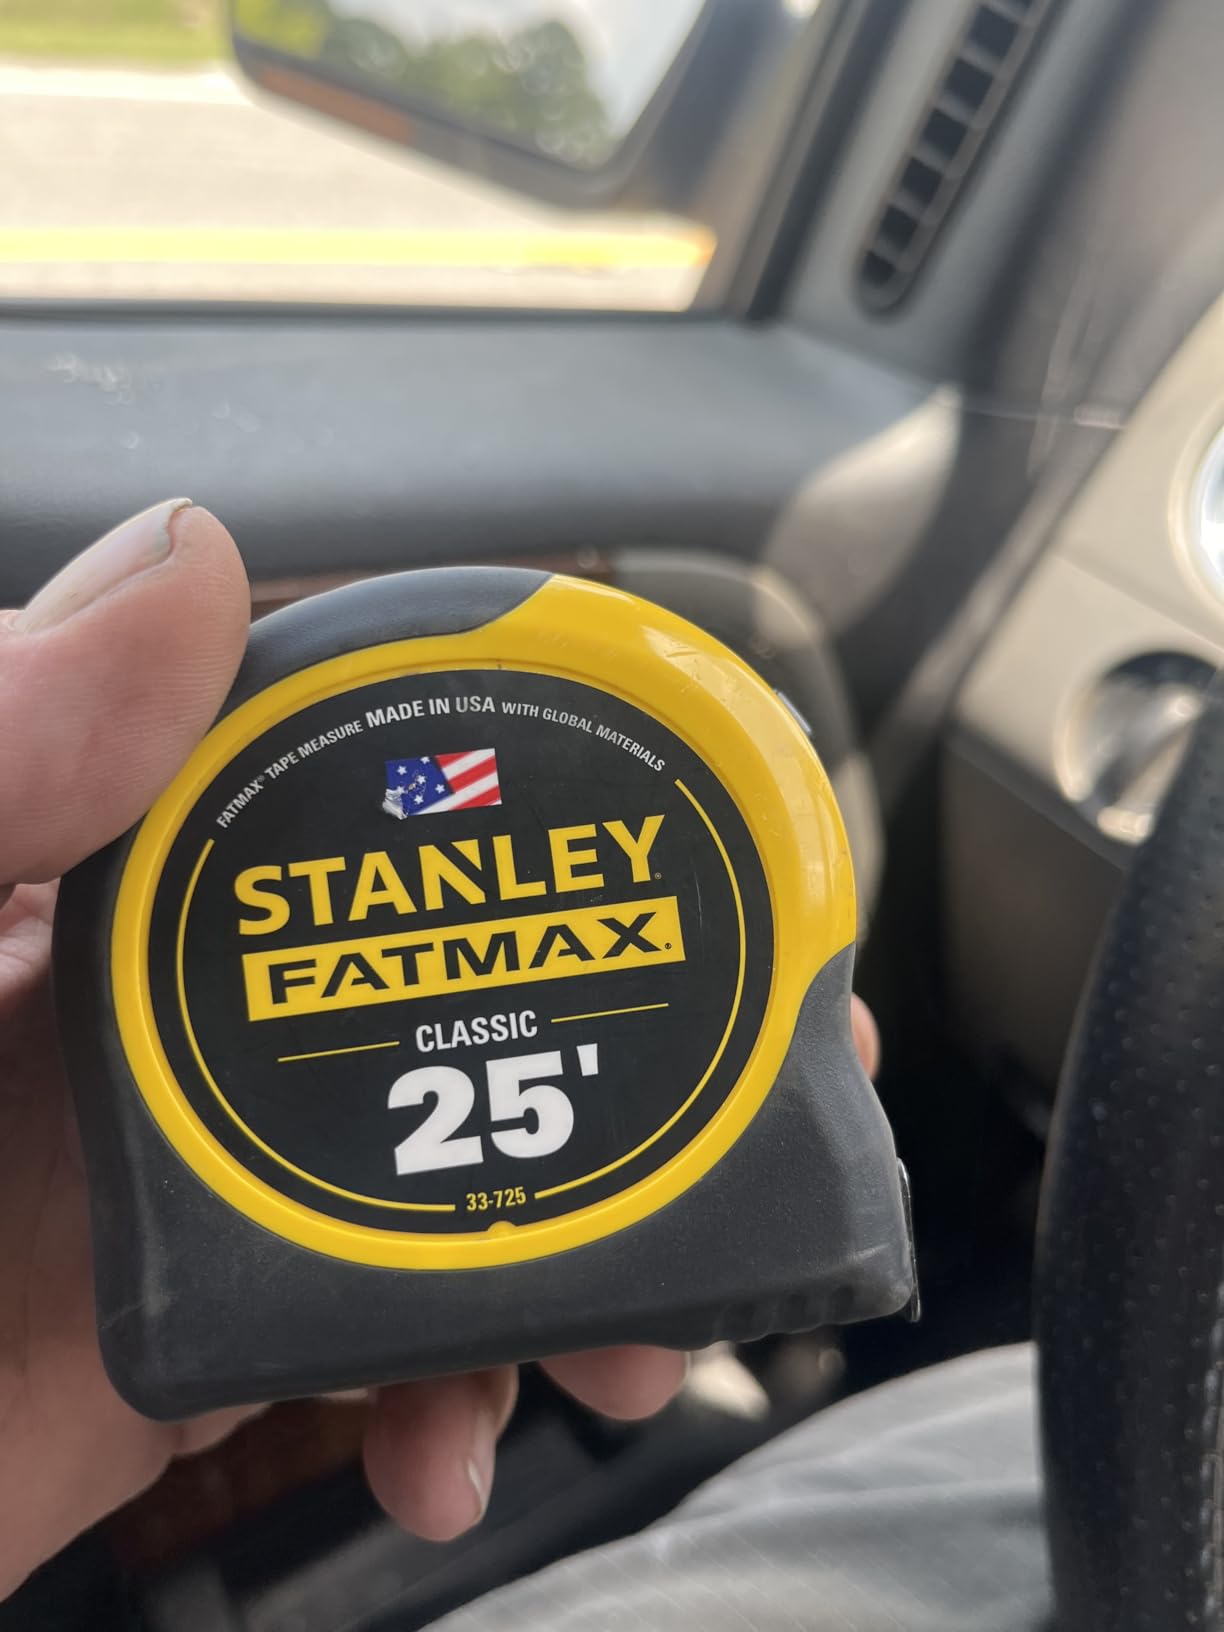 FATMAX® TAPE MEASURE MADE IN USA WITH GLOBAL MATERIALS
STANLEY®
FATMAX®
CLASSIC
25'
33-725